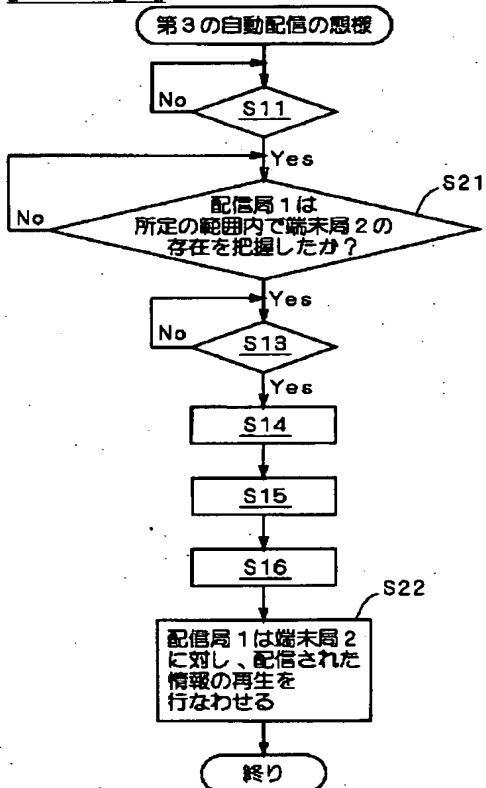 第3の自動配信の態様
No
S11
Yes
S21
配信局1は
所定の範囲内で端末局2の
存在を把握したか?
No
Yes
No
S13
Yes
S14
S15
S16
S22
配信局1は端末局2
に対し、配信された
情報の再生を
行なわせる
終り